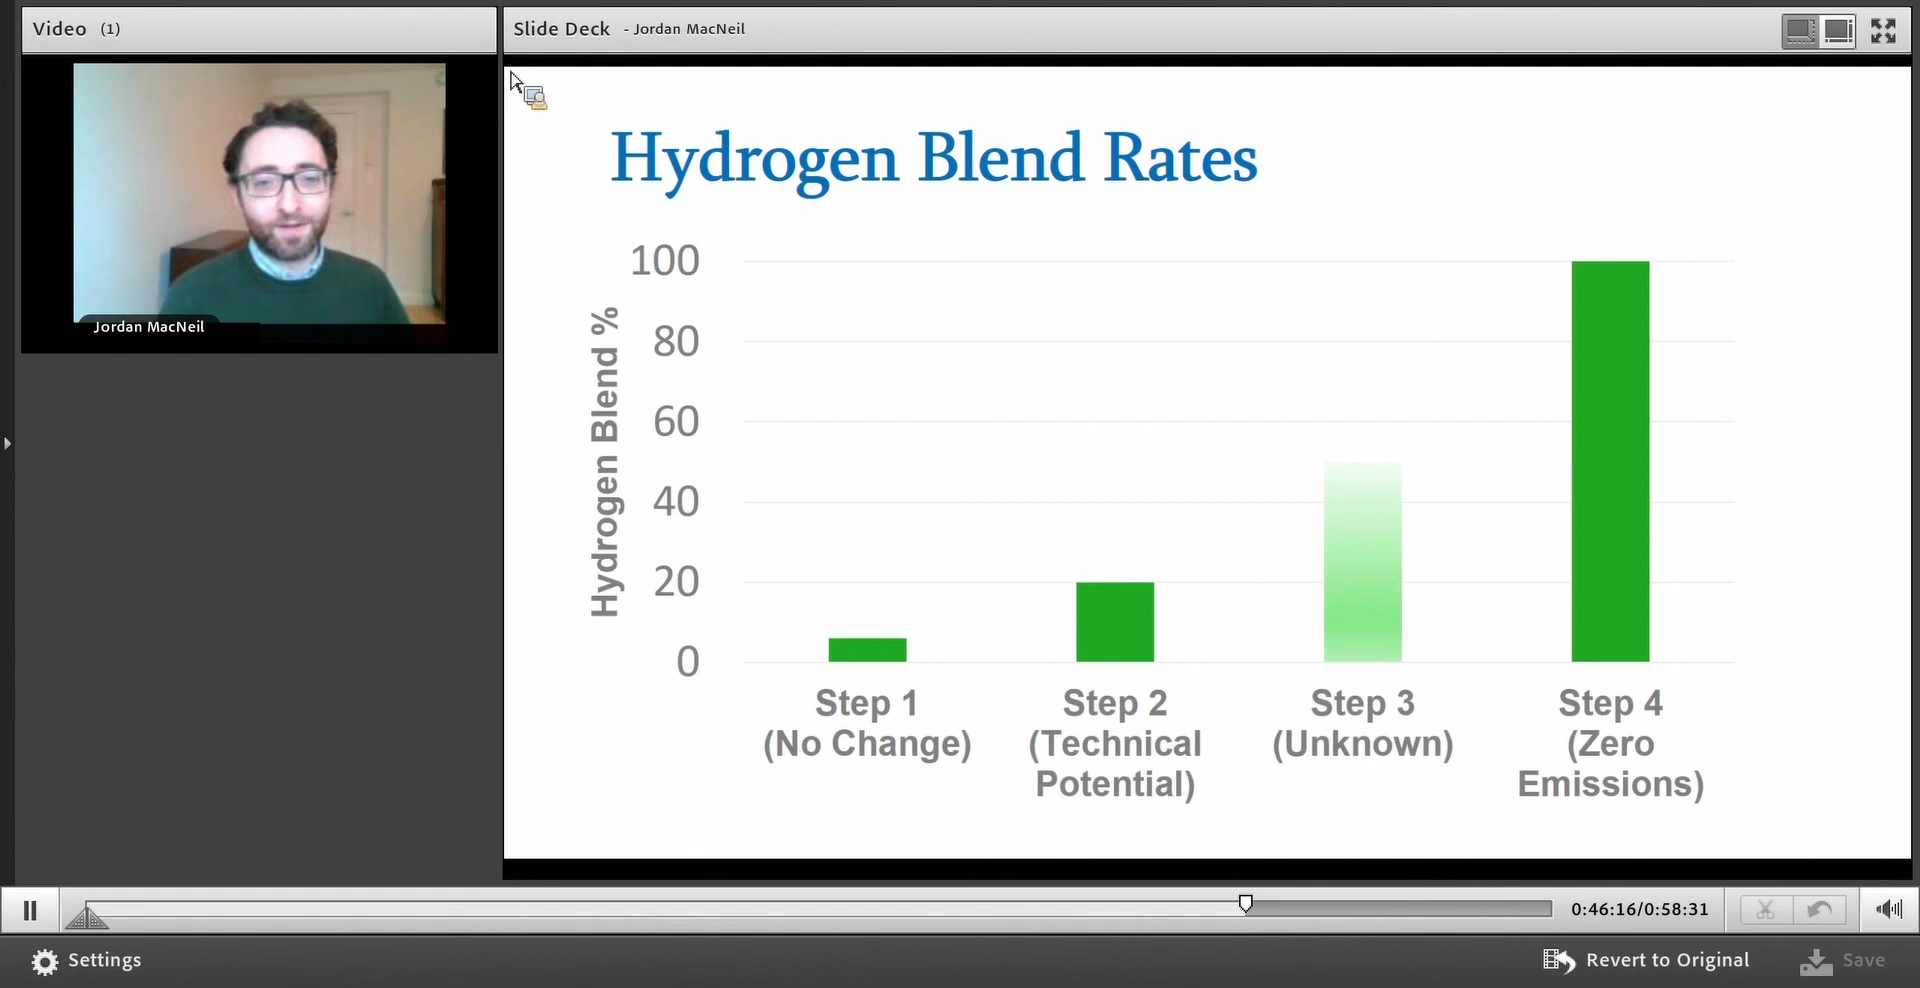 Video (1)
Slide Deck - Jordan MacNeil
Jordan MacNeil
Hydrogen Blend Rates
Hydrogen Blend %
100
80
60
40
20
0
Step 1
(No Change)
Step 2
(Technical
Potential)
Step 3
(Unknown)
Step 4
(Zero
Emissions)
0:46:16/0:58:31
Settings
Revert to Original
Save